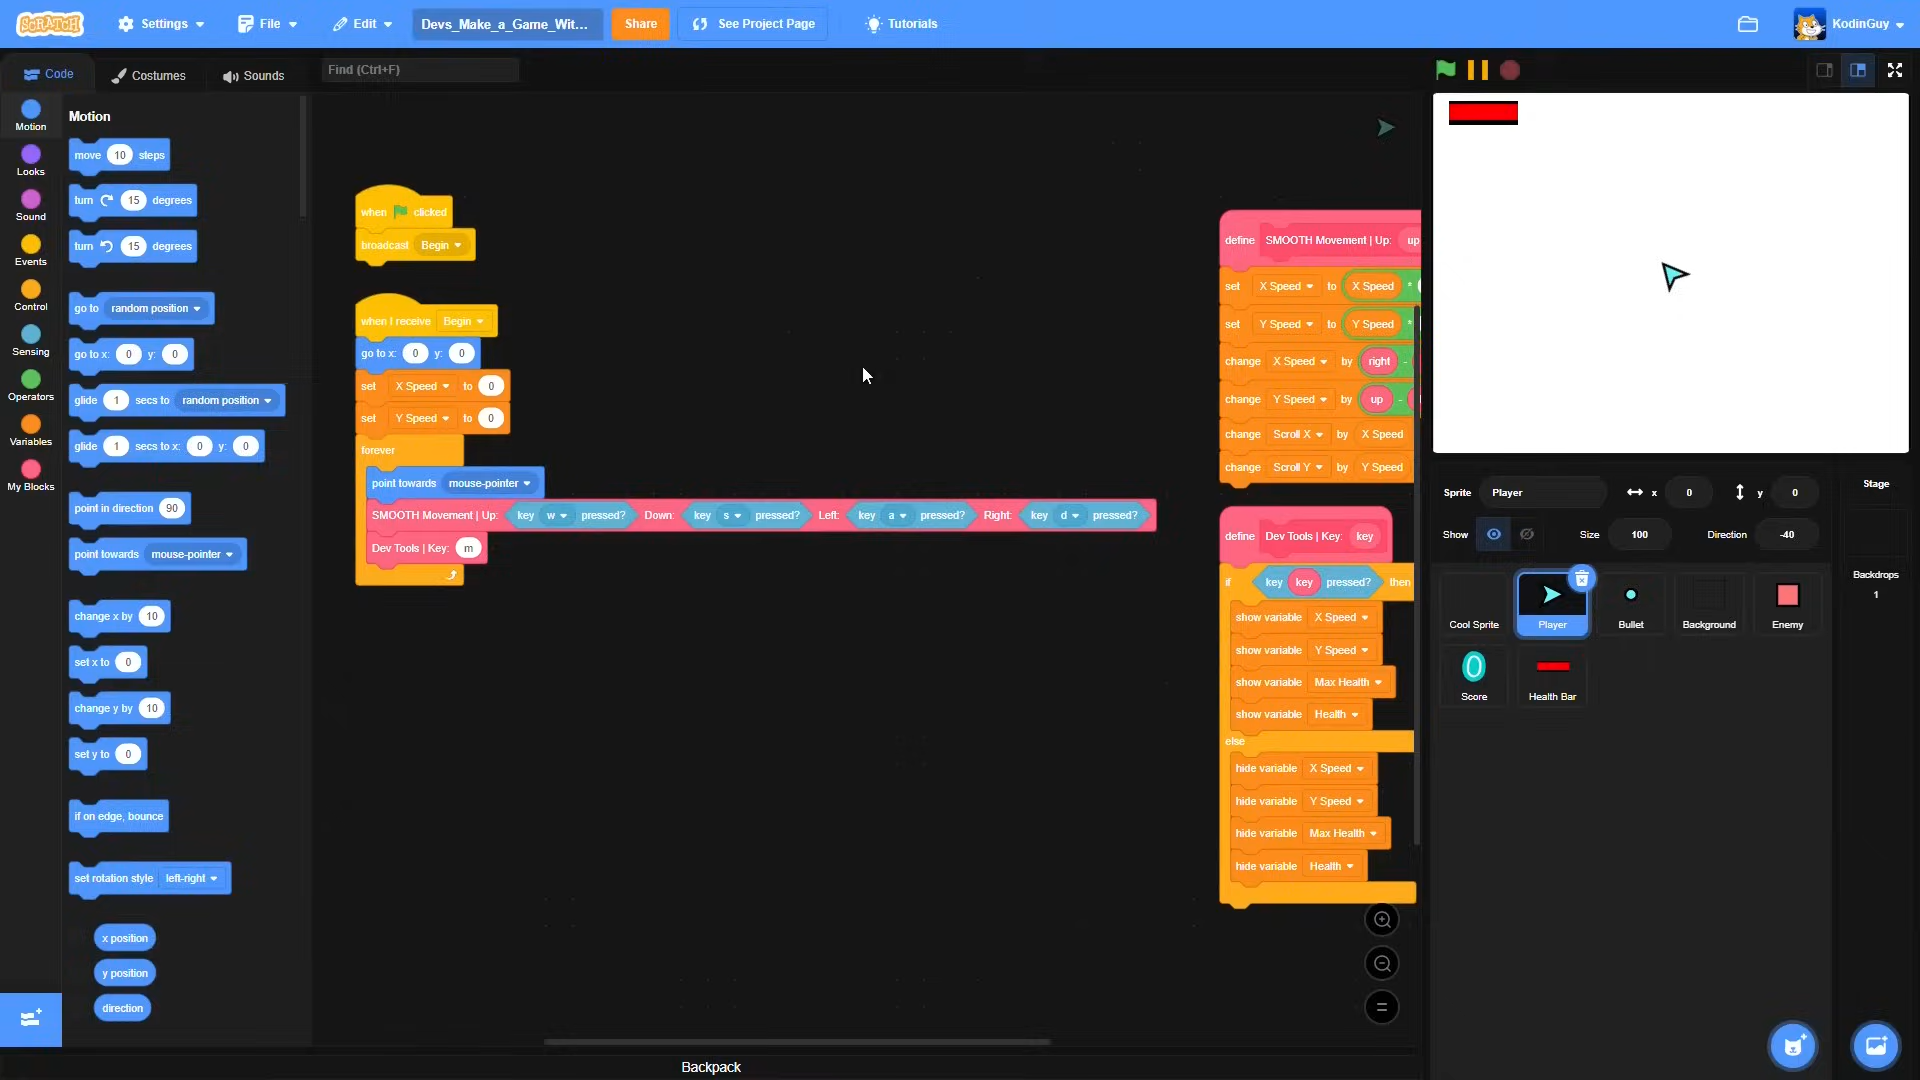 SCRATCH Settings File Edit Devs_Make_a_Game_Wit... Share See Project Page Tutorials KodinGuy
Code Costumes Sounds Find (Ctrl+F)
Motion
Looks
Sound
Events
Control
Sensing
Operators
Variables
My Blocks
Motion
move 10 steps
turn 15 degrees
turn 15 degrees
go to random position
go to x: 0 y: 0
glide 1 secs to random position
glide 1 secs to x: 0 y: 0
point in direction 90
point towards mouse-pointer
change x by 10
set x to 0
change y by 10
set y to 0
if on edge, bounce
set rotation style left-right
x position
y position
direction
when clicked
broadcast Begin
when I receive Begin
go to x: 0 y: 0
set X Speed to 0
set Y Speed to 0
forever
point towards mouse-pointer
SMOOTH Movement | Up: key w pressed? Down: key s pressed? Left: key a pressed? Right: key d pressed?
Dev Tools | Key: m
define SMOOTH Movement | Up: up
set X Speed to X Speed *
set Y Speed to Y Speed *
change X Speed by right -
change Y Speed by up -
change Scroll X by X Speed
change Scroll Y by Y Speed
define Dev Tools | Key: key
if key key pressed? then
show variable X Speed
show variable Y Speed
show variable Max Health
show variable Health
else
hide variable X Speed
hide variable Y Speed
hide variable Max Health
hide variable Health
Sprite Player x 0 y 0
Show Size 100 Direction -40
Cool Sprite Player Bullet Background Enemy
0
Score Health Bar
Stage
Backdrops
1
Backpack